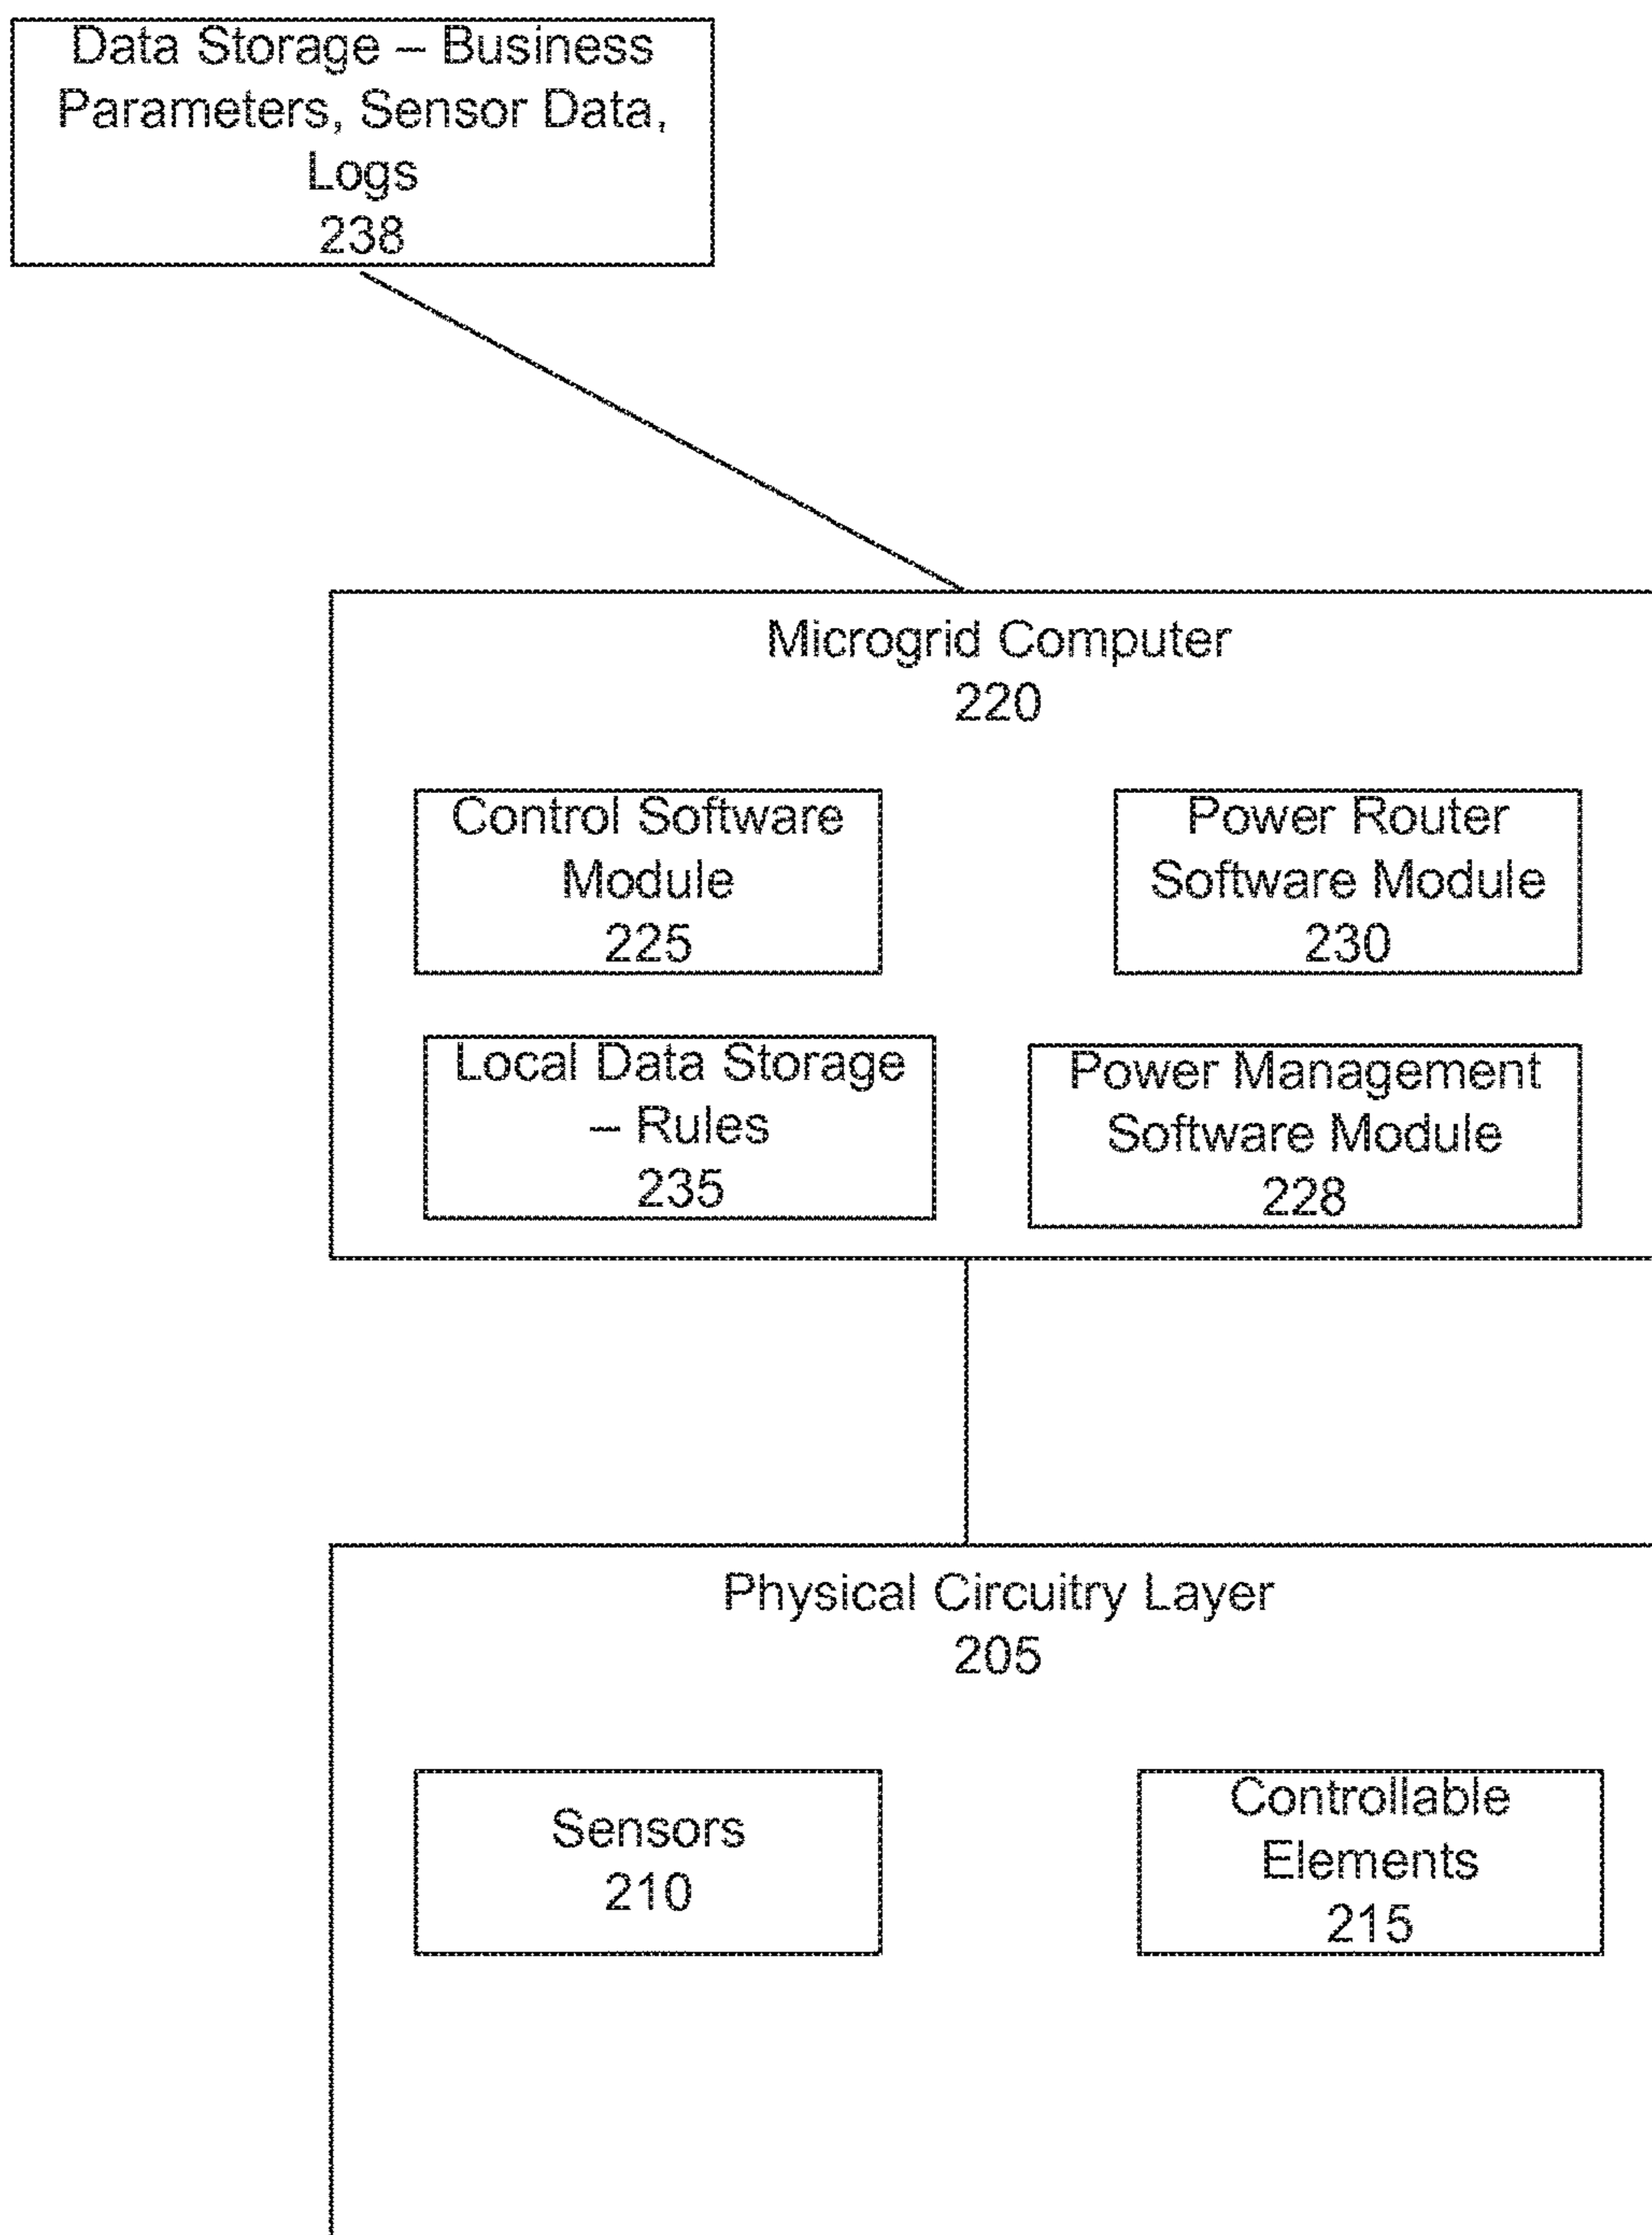 Data Storage – Business
Parameters, Sensor Data,
Logs
238
Microgrid Computer
220
Control Software
Module
225
Power Router
Software Module
230
Local Data Storage
– Rules
235
Power Management
Software Module
228
Physical Circuitry Layer
205
Sensors
210
Controllable
Elements
215